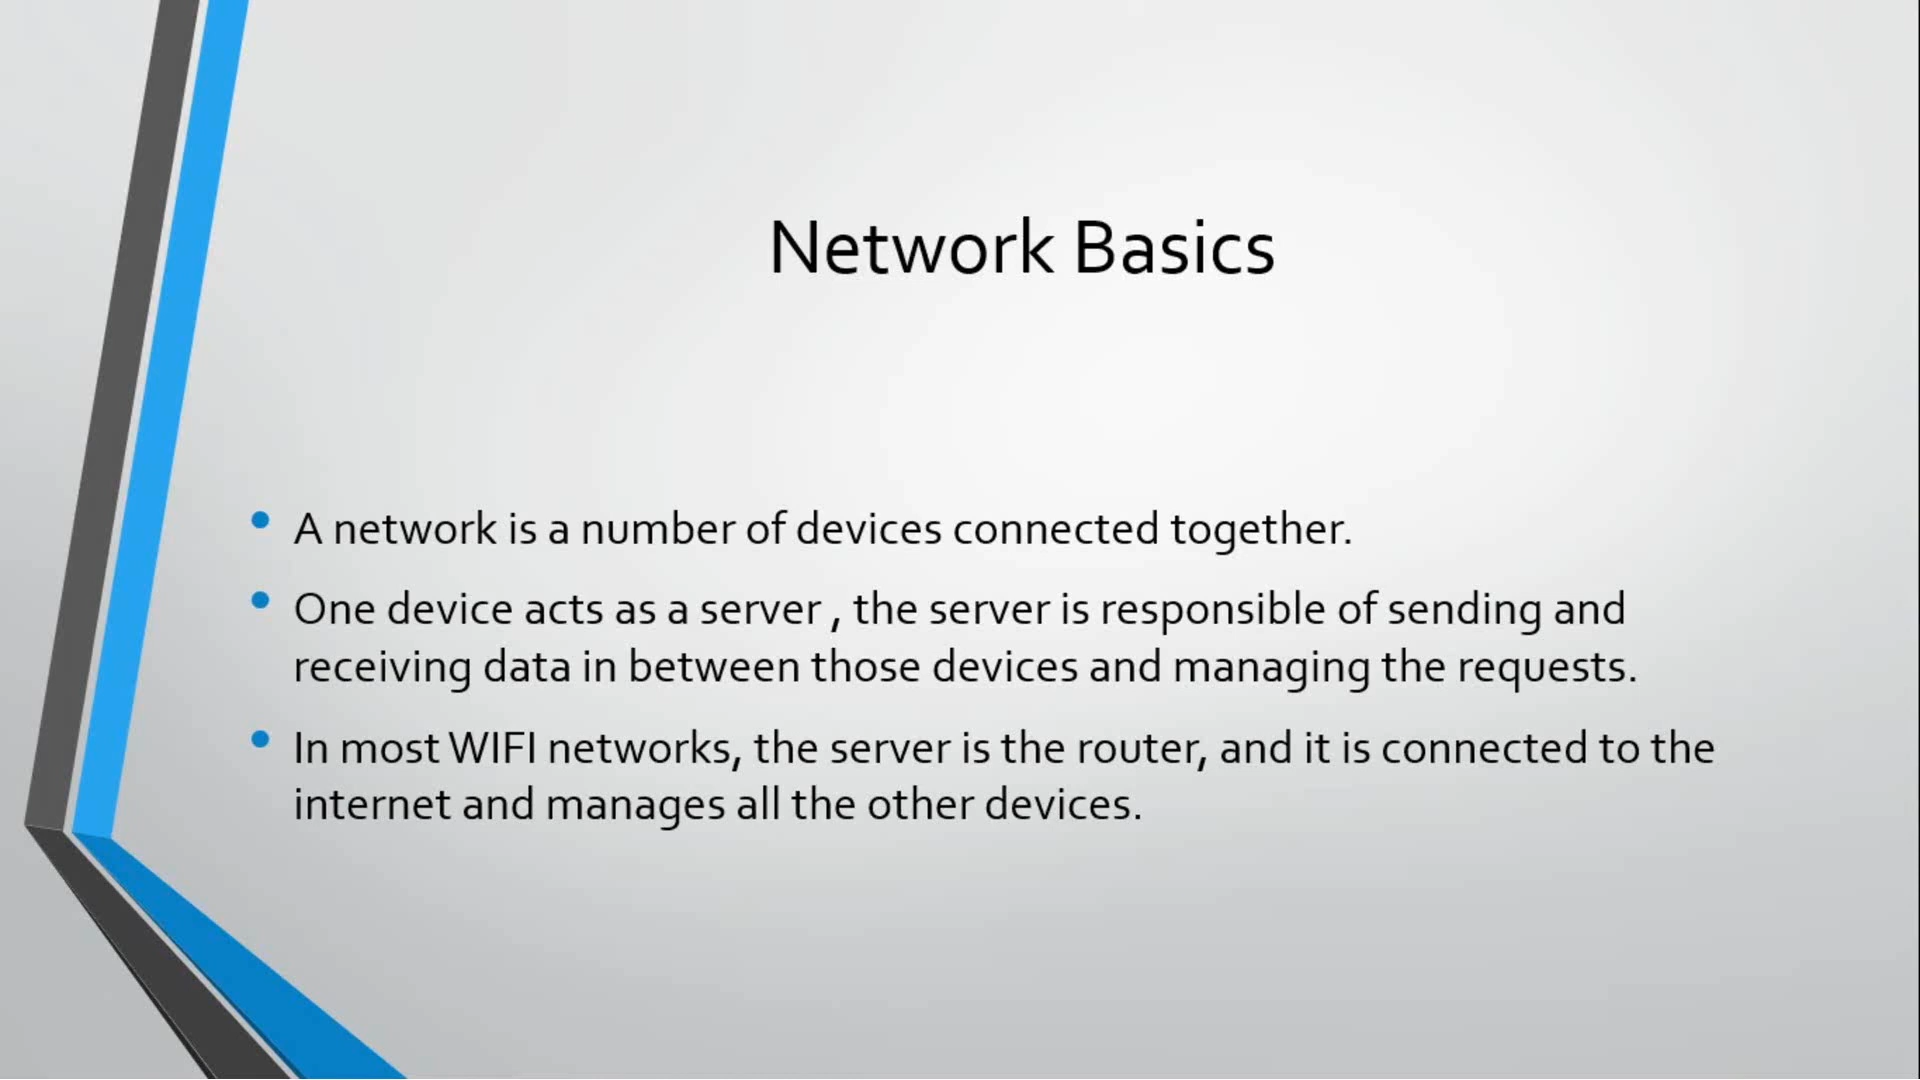 Network Basics
• A network is a number of devices connected together.
• One device acts as a server , the server is responsible of sending and
receiving data in between those devices and managing the requests.
• In most WIFI networks, the server is the router, and it is connected to the
internet and manages all the other devices.